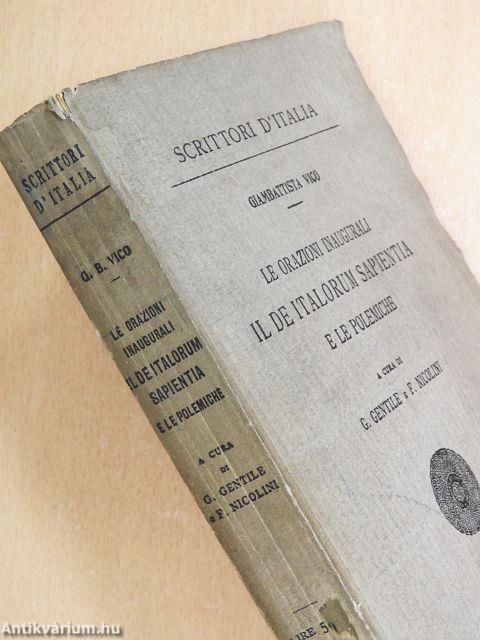 SCRITTORI
D'ITALIA
G. B. VICO
LE ORAZIONI
INAUGURALI
IL DE ITALORUM
SAPIENTIA
E LE POLEMICHE
A CURA
DI
G. GENTILE
e F. NICOLINI
SCRITTORI D'ITALIA
GIAMBATTISTA VICO
LE ORAZIONI INAUGURALI
IL DE ITALORUM SAPIENTIA
E LE POLEMICHE
A CURA DI
G. GENTILE e F. NICOLINI
Antikvárium.hu